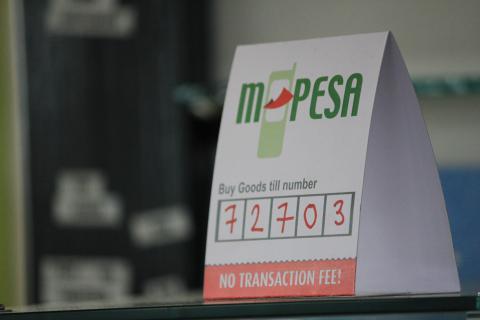 M PESA
Buy Goods till number
72703
NO TRANSACTION FEE!